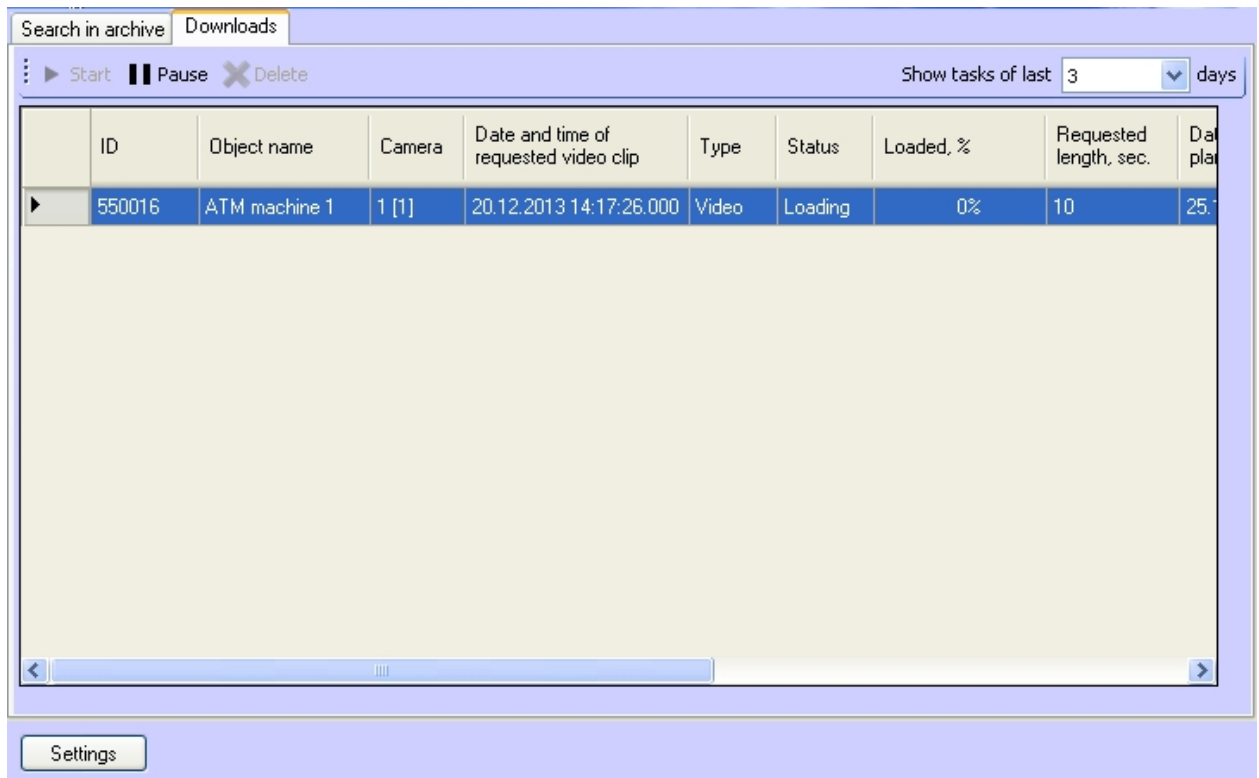 Search in archive Downloads
Start Pause Delete Show tasks of last 3 days
ID Object name Camera Date and time of requested video clip Type Status Loaded, % Requested length, sec.
550016 ATM machine 1 1 [1] 20.12.2013 14:17:26.000 Video Loading 0% 10 25.
Settings